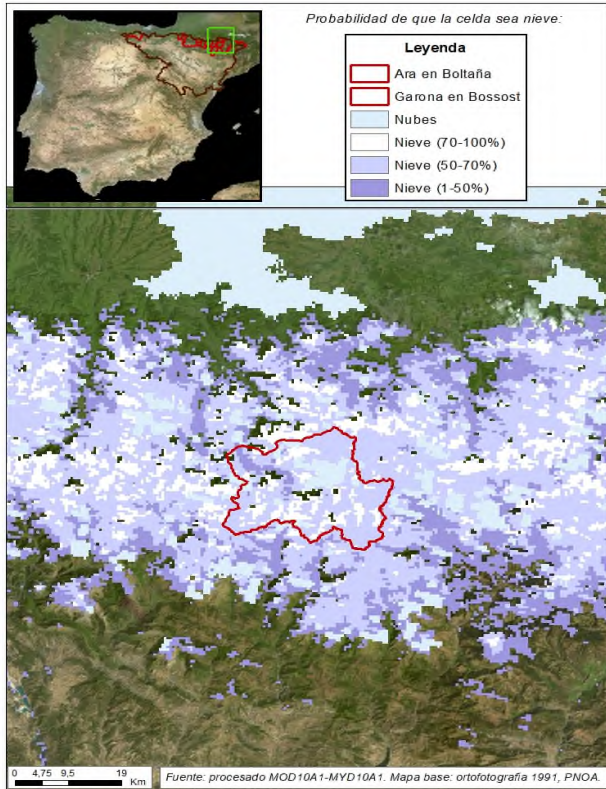 Probabilidad de que la celda sea nieve:
Leyenda
Ara en Boltaña
Garona en Bossost
Nubes
Nieve (70-100%)
Nieve (50-70%)
Nieve (1-50%)
0 4,75 9,5 19
Km
Fuente: procesado MOD10A1-MYD10A1. Mapa base: ortofotografía 1991, PNOA.